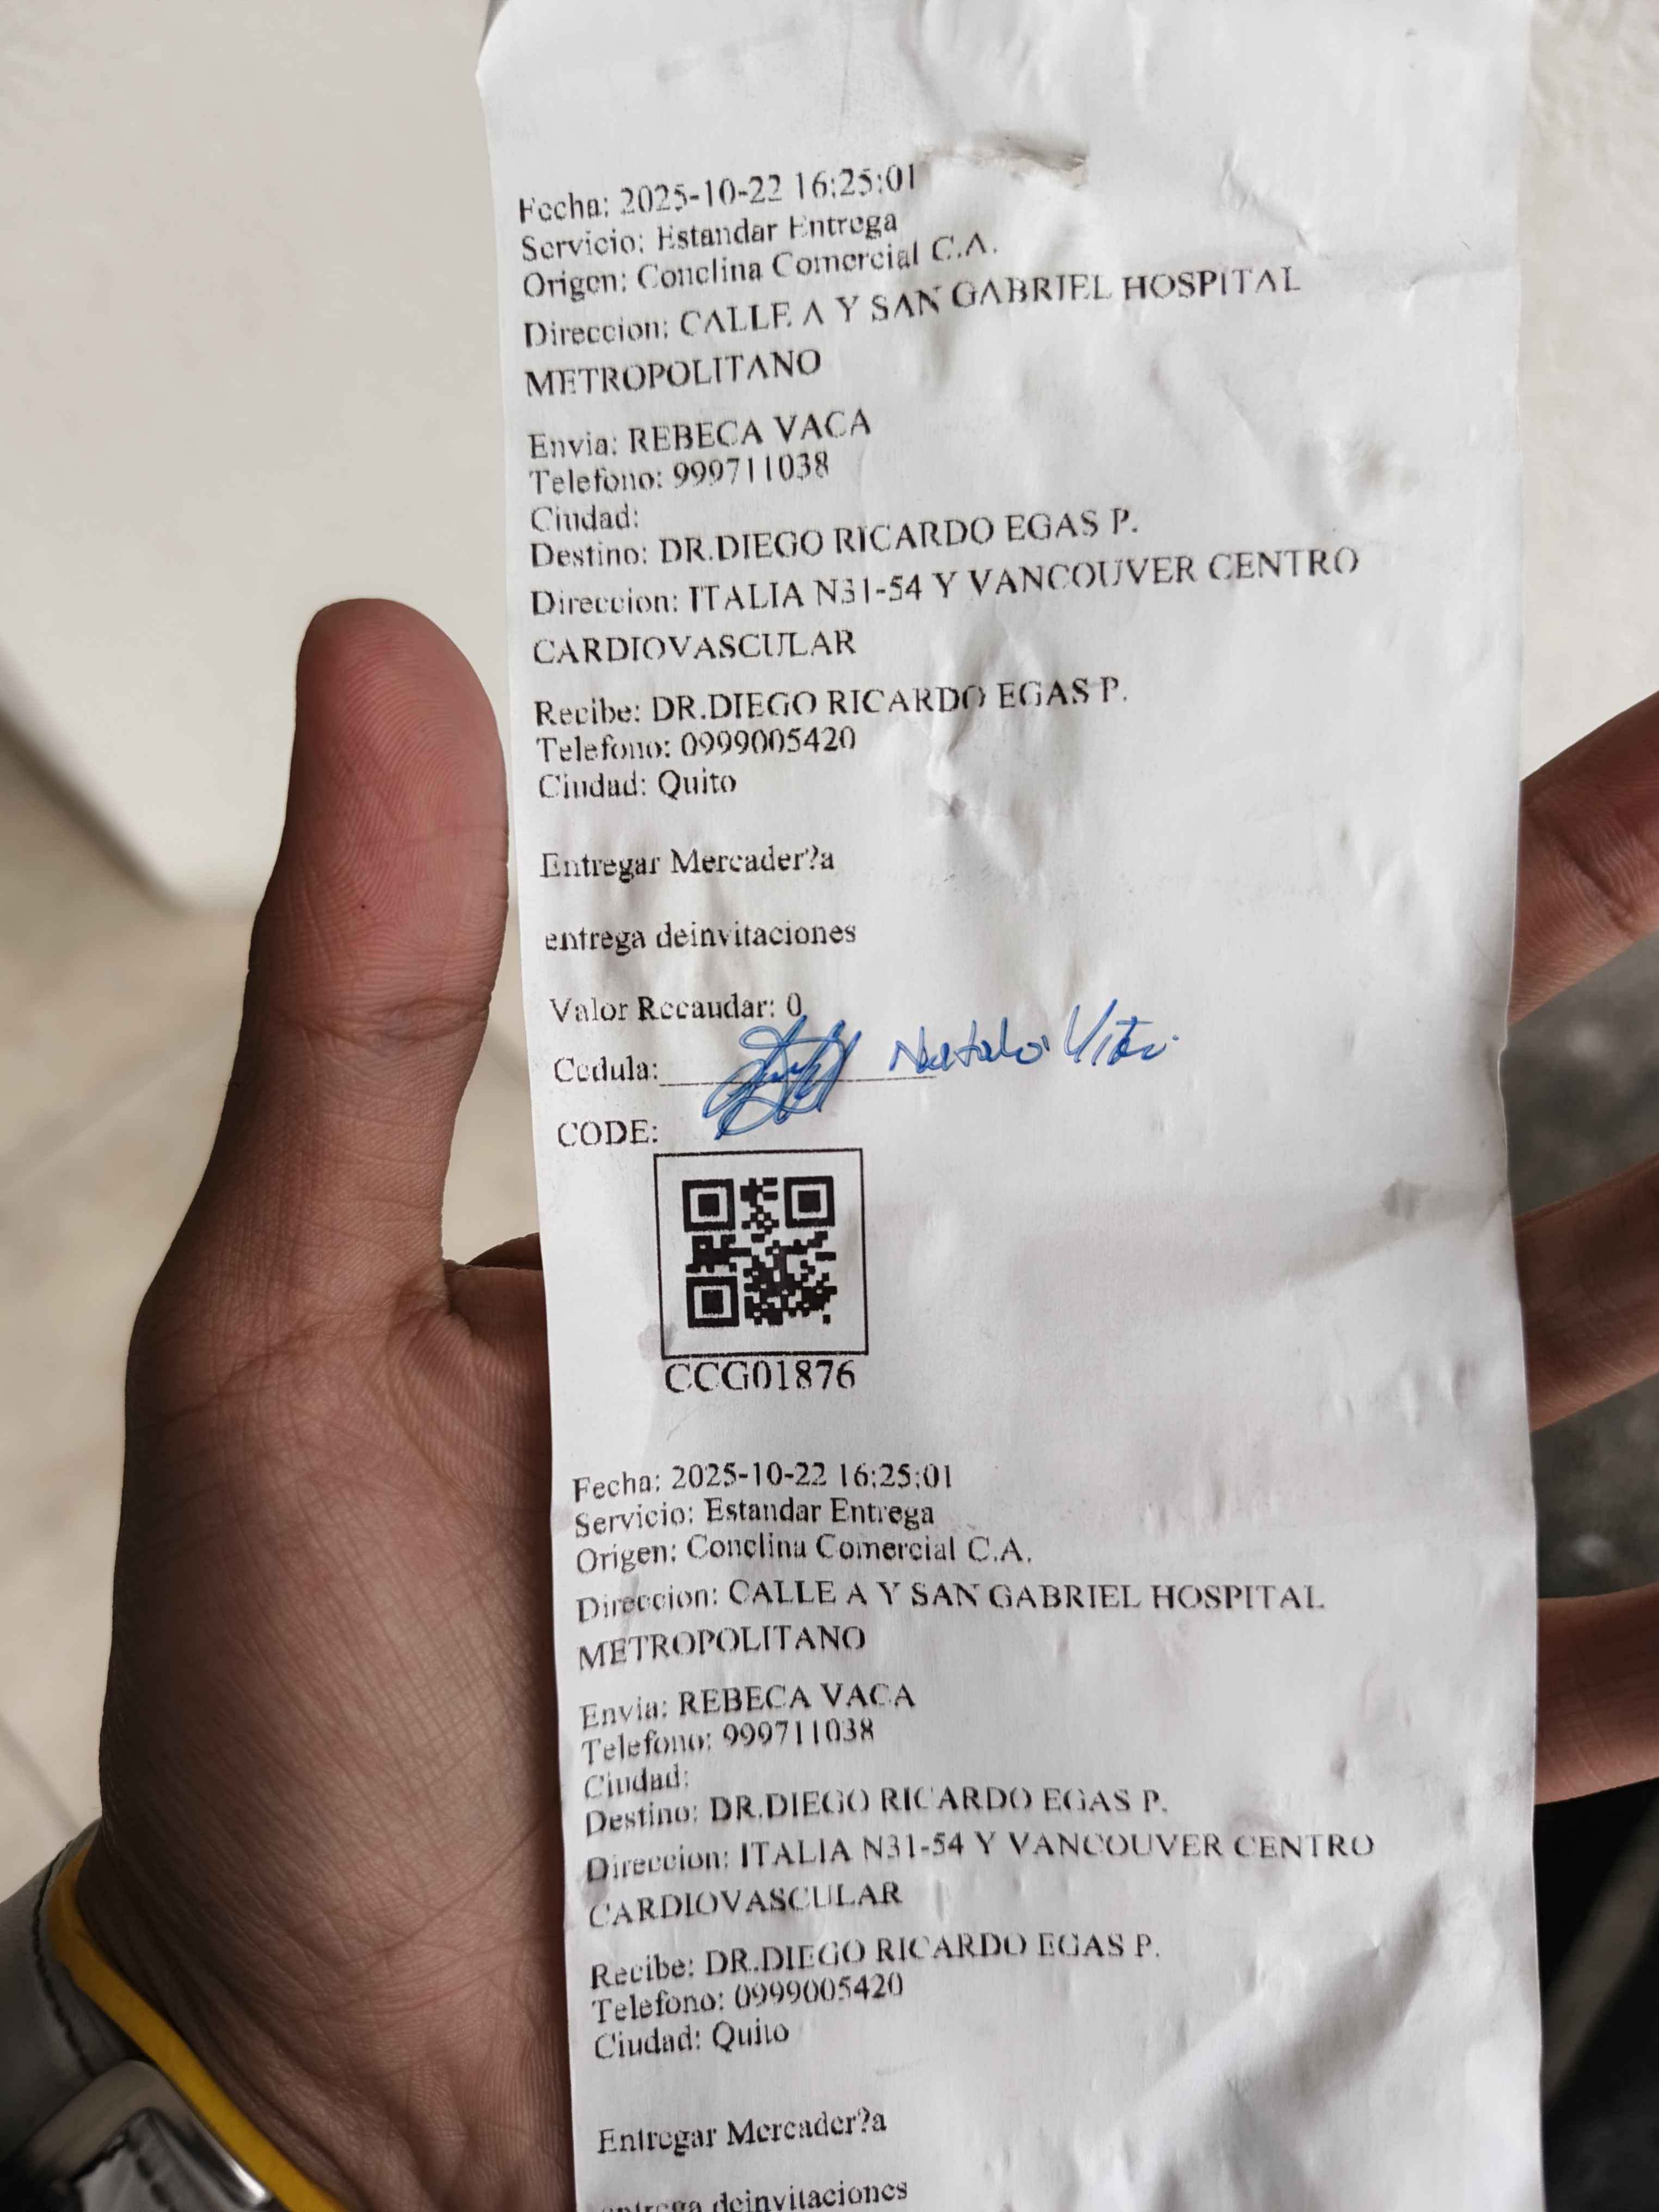 Fecha: 2025-10-22 16:25:01
Servicio: Estandar Entrega
Origen: Conclina Comercial C.A.
Direccion: CALLE A Y SAN GABRIEL HOSPITAL
METROPOLITANO
Envia: REBECA VACA
Telefono: 999711038
Ciudad:
Destino: DR.DIEGO RICARDO EGAS P.
Direccion: ITALIA N31-54 Y VANCOUVER CENTRO
CARDIOVASCULAR
Recibe: DR.DIEGO RICARDO EGAS P.
Telefono: 0999005420
Ciudad: Quito
Entregar Mercader?a
entrega deinvitaciones
Valor Recaudar: 0
Cedula:
CODE:
CCG01876
Fecha: 2025-10-22 16:25:01
Servicio: Estandar Entrega
Origen: Conclina Comercial C.A.
Direccion: CALLE A Y SAN GABRIEL HOSPITAL
METROPOLITANO
Envia: REBECA VACA
Telefono: 999711038
Ciudad:
Destino: DR.DIEGO RICARDO EGAS P.
Direccion: ITALIA N31-54 Y VANCOUVER CENTRO
CARDIOVASCULAR
Recibe: DR.DIEGO RICARDO EGAS P.
Telefono: 0999005420
Ciudad: Quito
Entregar Mercader?a
entrega deinvitaciones